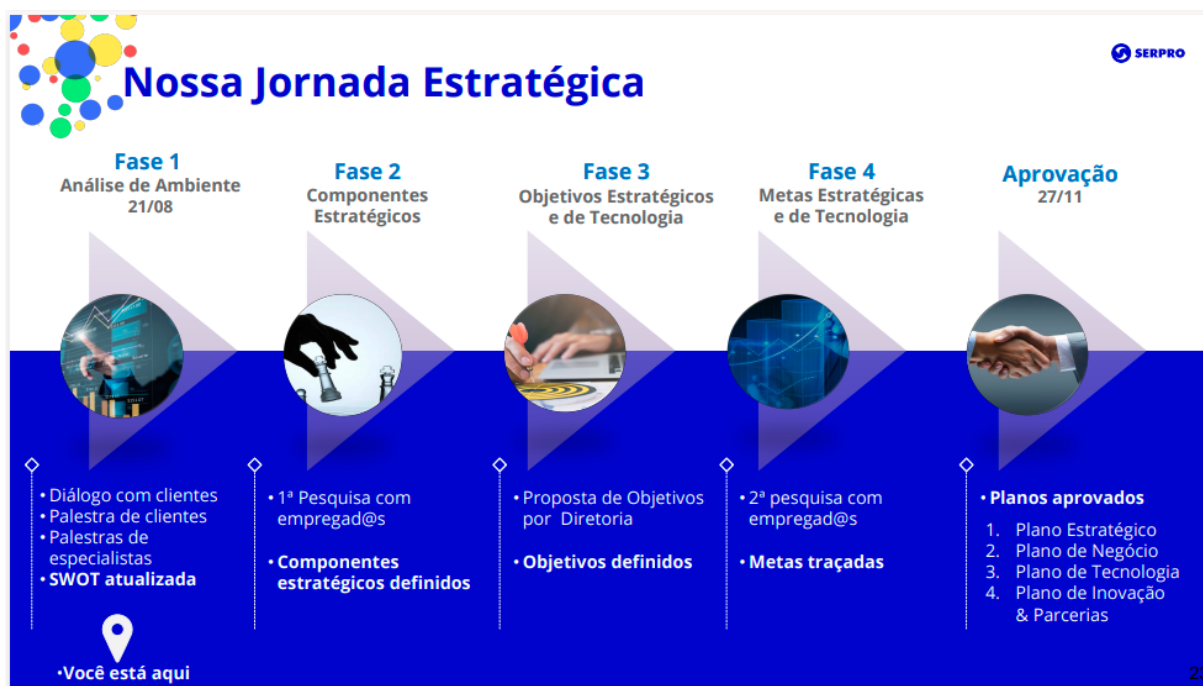 SERPRO
Nossa Jornada Estratégica
Fase 1
Análise de Ambiente
21/08
Fase 2
Componentes
Estratégicos
Fase 3
Objetivos Estratégicos
e de Tecnologia
Fase 4
Metas Estratégicas
e de Tecnologia
Aprovação
27/11
• Diálogo com clientes
• Palestra de clientes
• Palestras de
especialistas
• SWOT atualizada
• Você está aqui
• 1ª Pesquisa com
empregad@s
• Componentes
estratégicos definidos
• Proposta de Objetivos
por Diretoria
• Objetivos definidos
• 2ª pesquisa com
empregad@s
• Metas traçadas
• Planos aprovados
1. Plano Estratégico
2. Plano de Negócio
3. Plano de Tecnologia
4. Plano de Inovação
& Parcerias